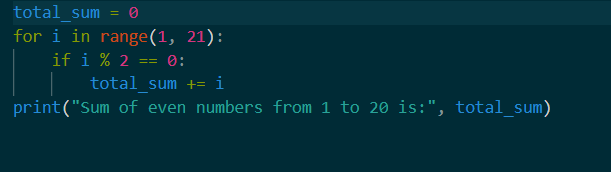 total_sum = 0
for i in range(1, 21):
    if i % 2 == 0:
        total_sum += i
print("Sum of even numbers from 1 to 20 is:", total_sum)